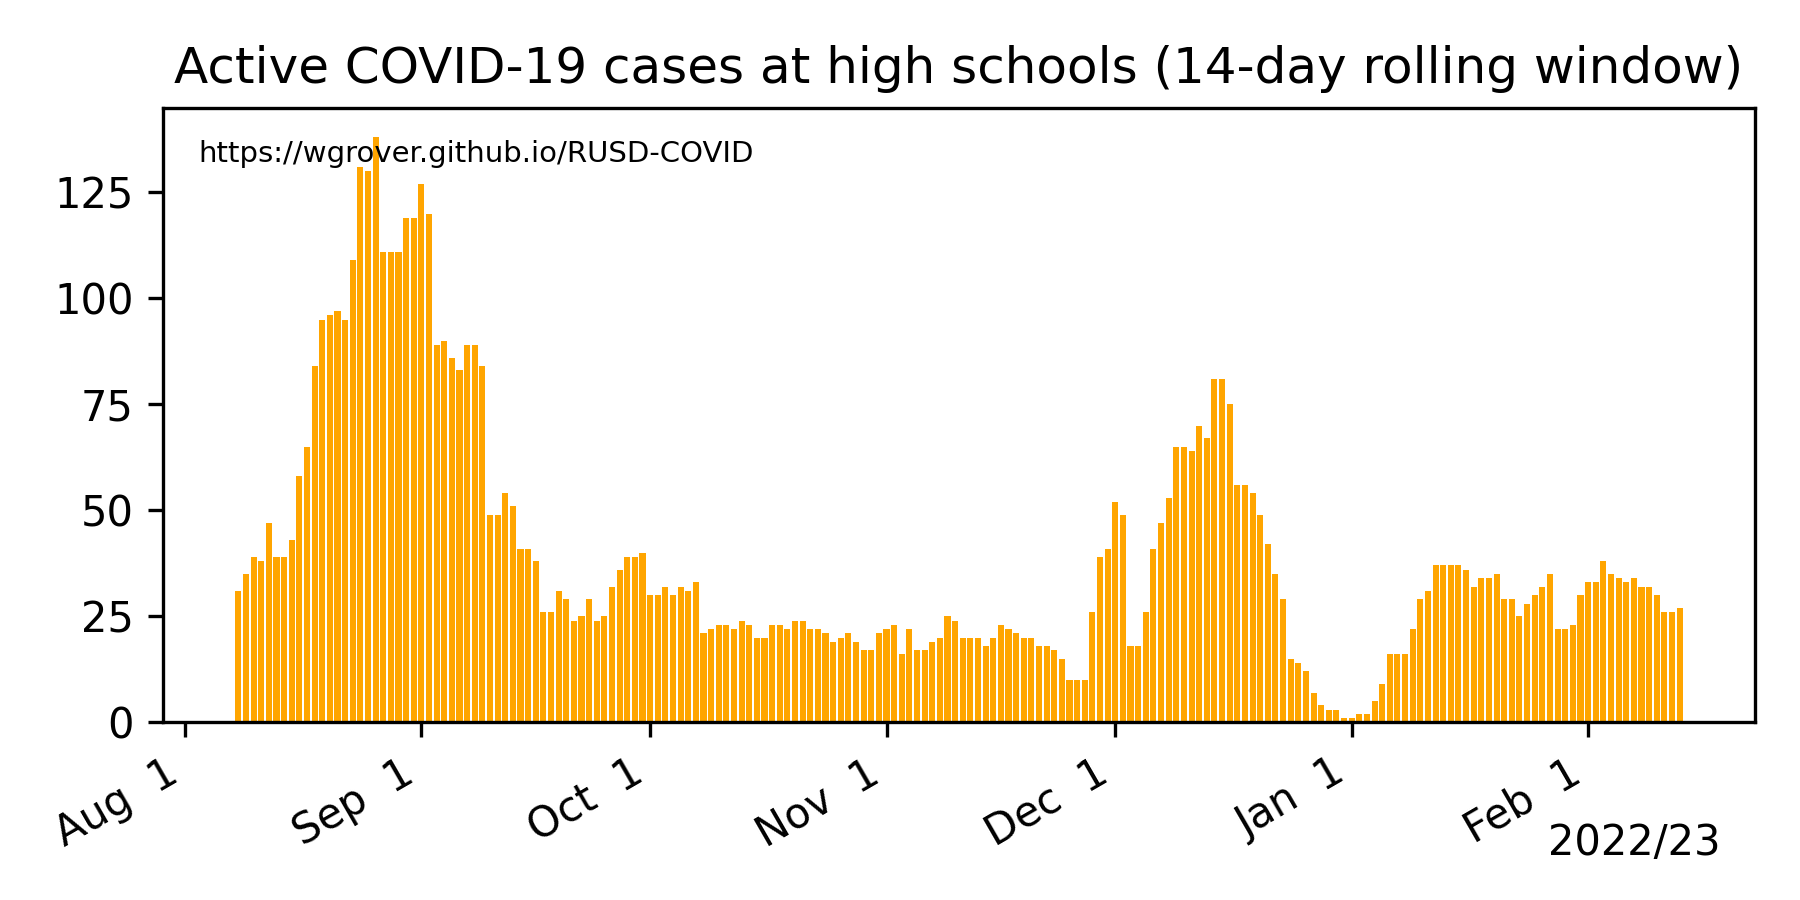 Active COVID-19 cases at high schools (14-day rolling window)
https://wgrover.github.io/RUSD-COVID
125
100
75
50
25
0
Aug 1
Sep 1
Oct 1
Nov 1
Dec 1
Jan 1
Feb 1
2022/23